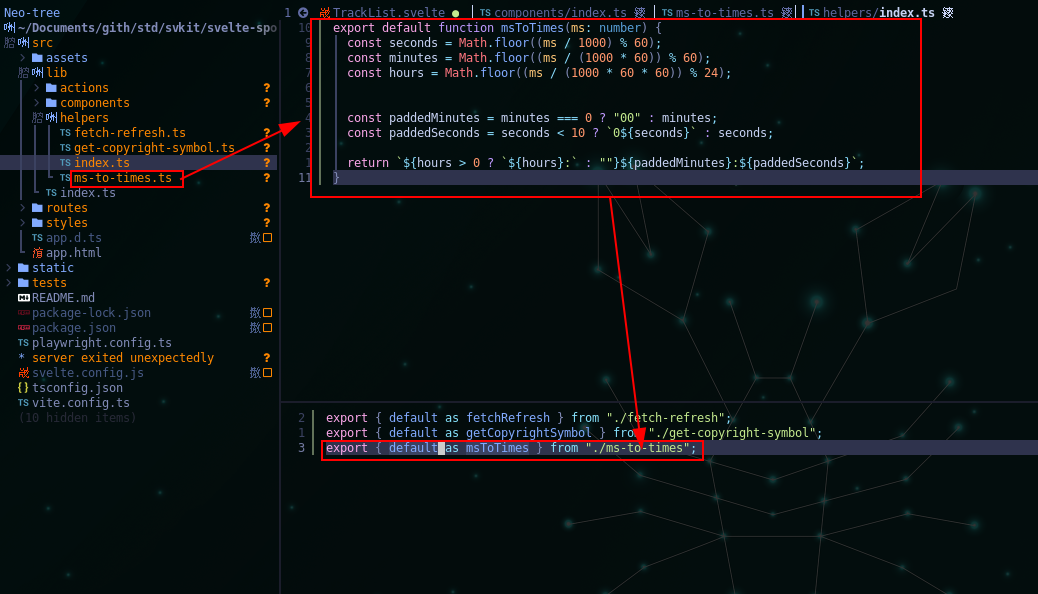 Neo-tree
~/Documents/gith/std/svkit/svelte-spo
src
assets
lib
actions ?
components ?
helpers
TS fetch-refresh.ts ?
TS get-copyright-symbol.ts ?
TS index.ts ?
TS ms-to-times.ts ?
TS index.ts
routes ?
styles ?
TS app.d.ts
app.html
static
tests ?
README.md
package-lock.json
package.json
TS playwright.config.ts
* server exited unexpectedly ?
svelte.config.js
{} tsconfig.json
TS vite.config.ts
(10 hidden items)
1 TrackList.svelte ● │ TS components/index.ts │ TS ms-to-times.ts │ TS helpers/index.ts
10 export default function msToTimes(ms: number) {
9 const seconds = Math.floor((ms / 1000) % 60);
8 const minutes = Math.floor((ms / (1000 * 60)) % 60);
7 const hours = Math.floor((ms / (1000 * 60 * 60)) % 24);
6
5
4 const paddedMinutes = minutes === 0 ? "00" : minutes;
3 const paddedSeconds = seconds < 10 ? `0${seconds}` : seconds;
2
1 return `${hours > 0 ? `${hours}:` : ""}${paddedMinutes}:${paddedSeconds}`;
11 }
2 export { default as fetchRefresh } from "./fetch-refresh";
1 export { default as getCopyrightSymbol } from "./get-copyright-symbol";
3 export { default as msToTimes } from "./ms-to-times";